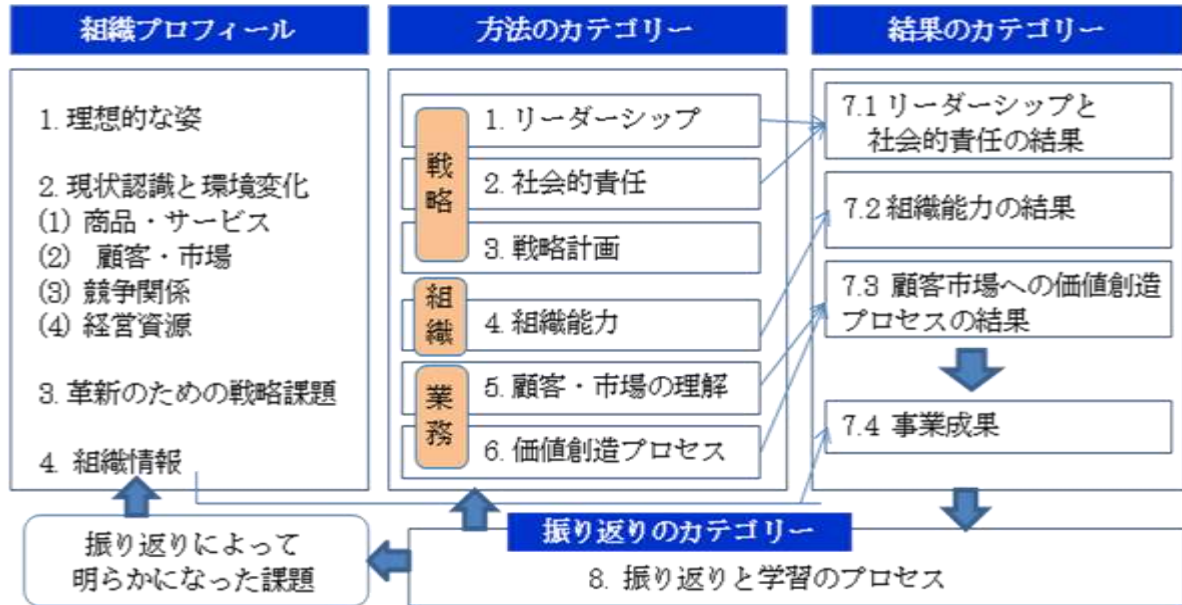 組織プロフィール
1. 理想的な姿
2. 現状認識と環境変化
(1) 商品・サービス
(2) 顧客・市場
(3) 競争関係
(4) 経営資源
3. 革新のための戦略課題
4. 組織情報
方法のカテゴリー
戦略
1. リーダーシップ
2. 社会的責任
3. 戦略計画
組織
4. 組織能力
業務
5. 顧客・市場の理解
6. 価値創造プロセス
結果のカテゴリー
7.1 リーダーシップと
社会的責任の結果
7.2 組織能力の結果
7.3 顧客市場への価値創造
プロセスの結果
7.4 事業成果
振り返りのカテゴリー
8. 振り返りと学習のプロセス
振り返りによって
明らかになった課題